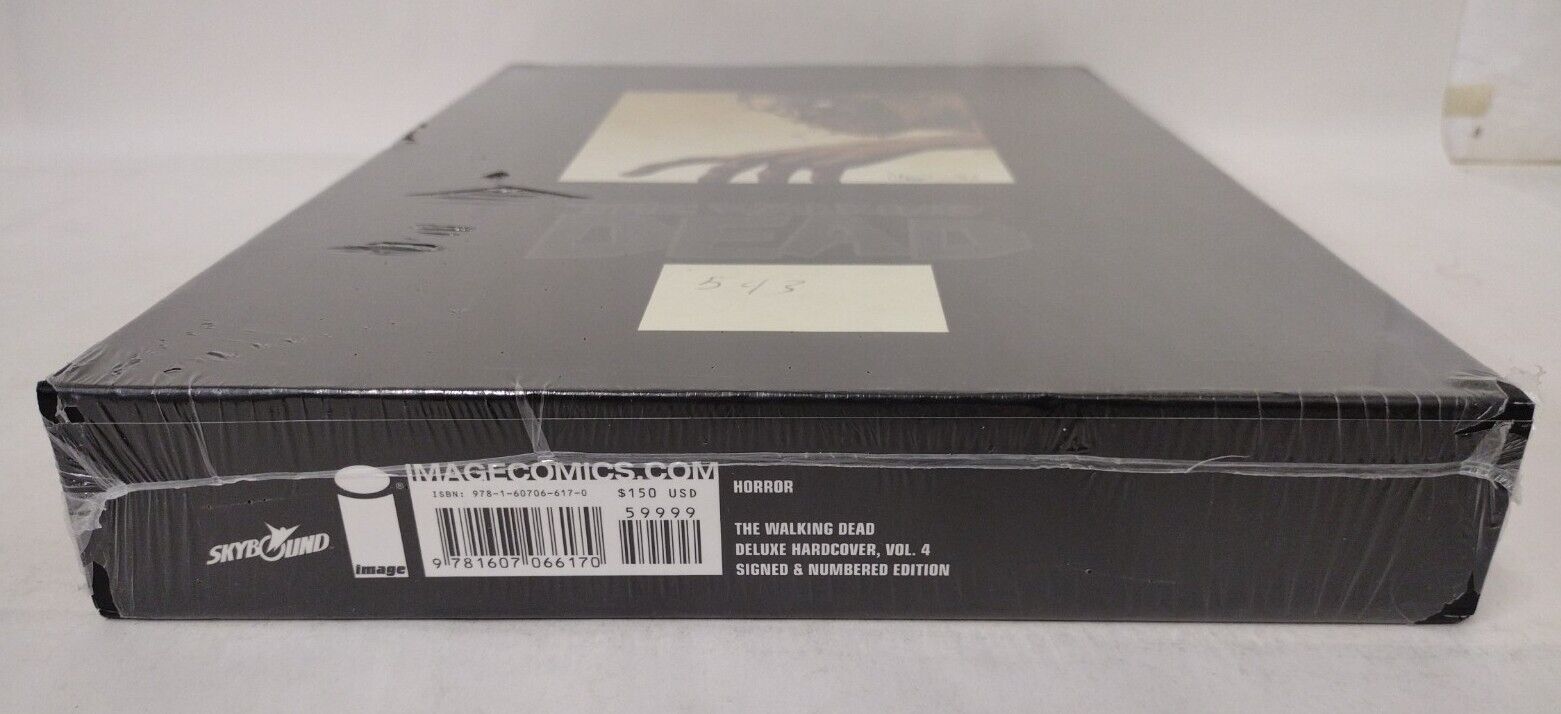 DEAD
543
IMAGECOMICS.COM
ISBN: 978-1-60706-617-0 $150 USD
59999
9 781607 066170
SKYBOUND
®
image
HORROR
THE WALKING DEAD
DELUXE HARDCOVER, VOL. 4
SIGNED & NUMBERED EDITION